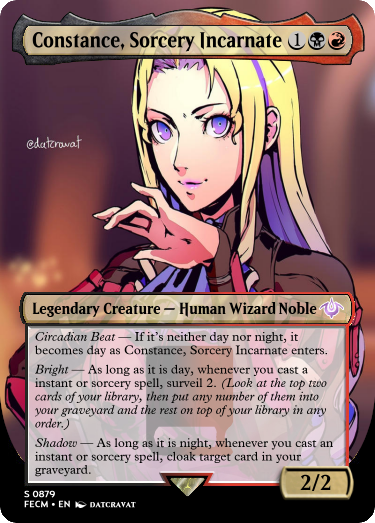 Constance, Sorcery Incarnate 1
@datcravat
Legendary Creature — Human Wizard Noble
Circadian Beat — If it's neither day nor night, it
becomes day as Constance, Sorcery Incarnate enters.
Bright — As long as it is day, whenever you cast a
instant or sorcery spell, surveil 2. (Look at the top two
cards of your library, then put any number of them into
your graveyard and the rest on top of your library in any
order.)
Shadow — As long as it is night, whenever you cast an
instant or sorcery spell, cloak target card in your
graveyard.
2/2
S 0879
FECM • EN DATCRAVAT